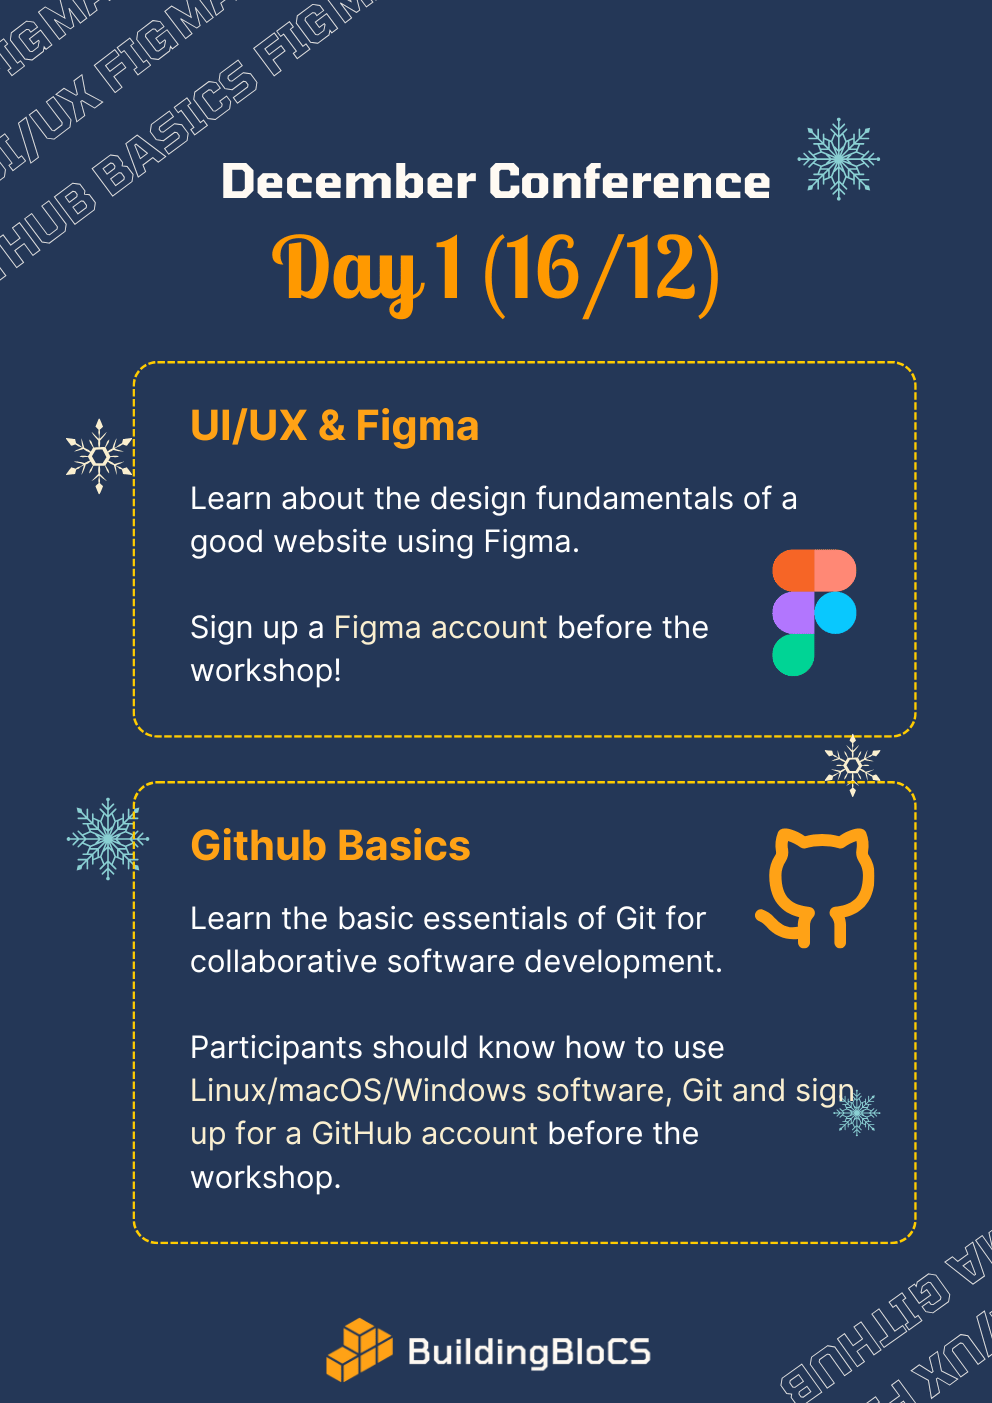 FIGMA
UI/UX FIGMA
GITHUB BASICS FIGM
December Conference
Day 1 (16/12)
UI/UX & Figma
Learn about the design fundamentals of a
good website using Figma.
Sign up a Figma account before the
workshop!
Github Basics
Learn the basic essentials of Git for
collaborative software development.
Participants should know how to use
Linux/macOS/Windows software, Git and sign
up for a GitHub account before the
workshop.
MA GITHUB
/UX F
BuildingBloCS